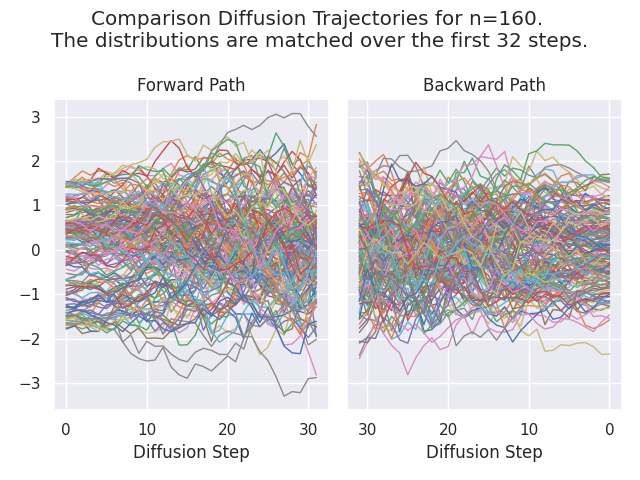 Comparison Diffusion Trajectories for n=160.
The distributions are matched over the first 32 steps.
Forward Path
Backward Path
3
2
1
0
−1
−2
−3
0 10 20 30
30 20 10 0
Diffusion Step
Diffusion Step